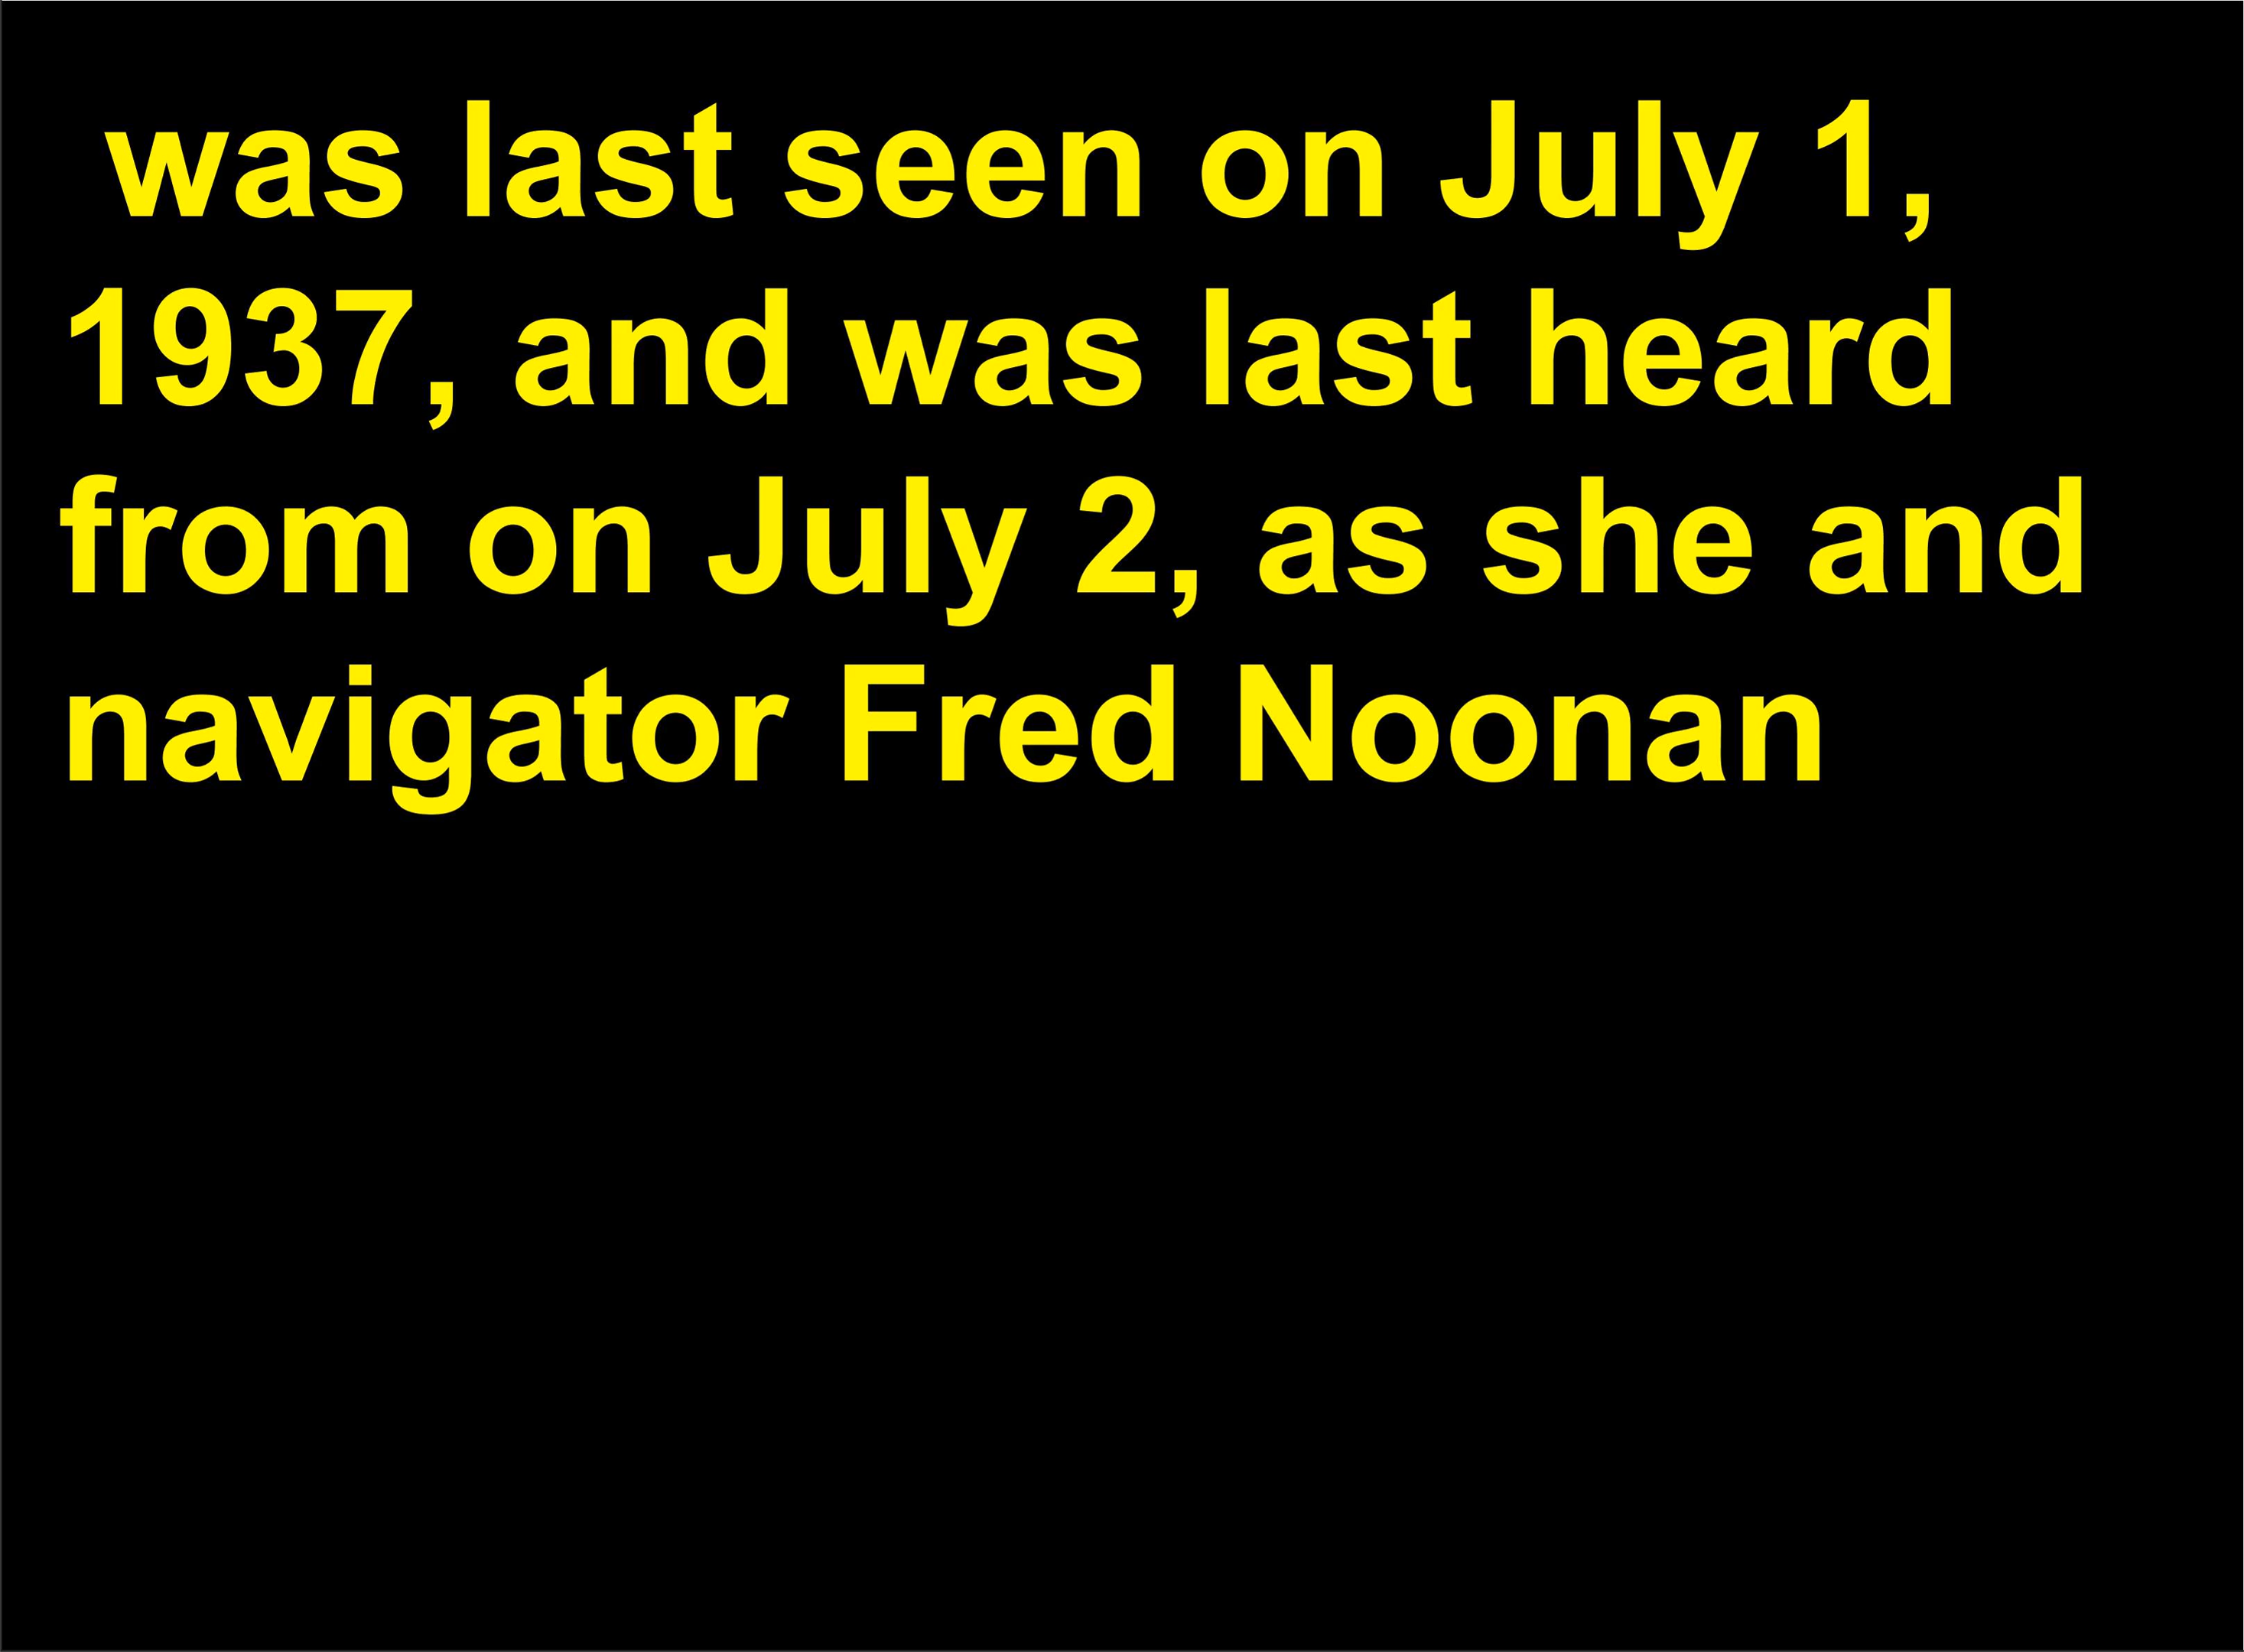 was last seen on July 1,
1937, and was last heard
from on July 2, as she and
navigator Fred Noonan